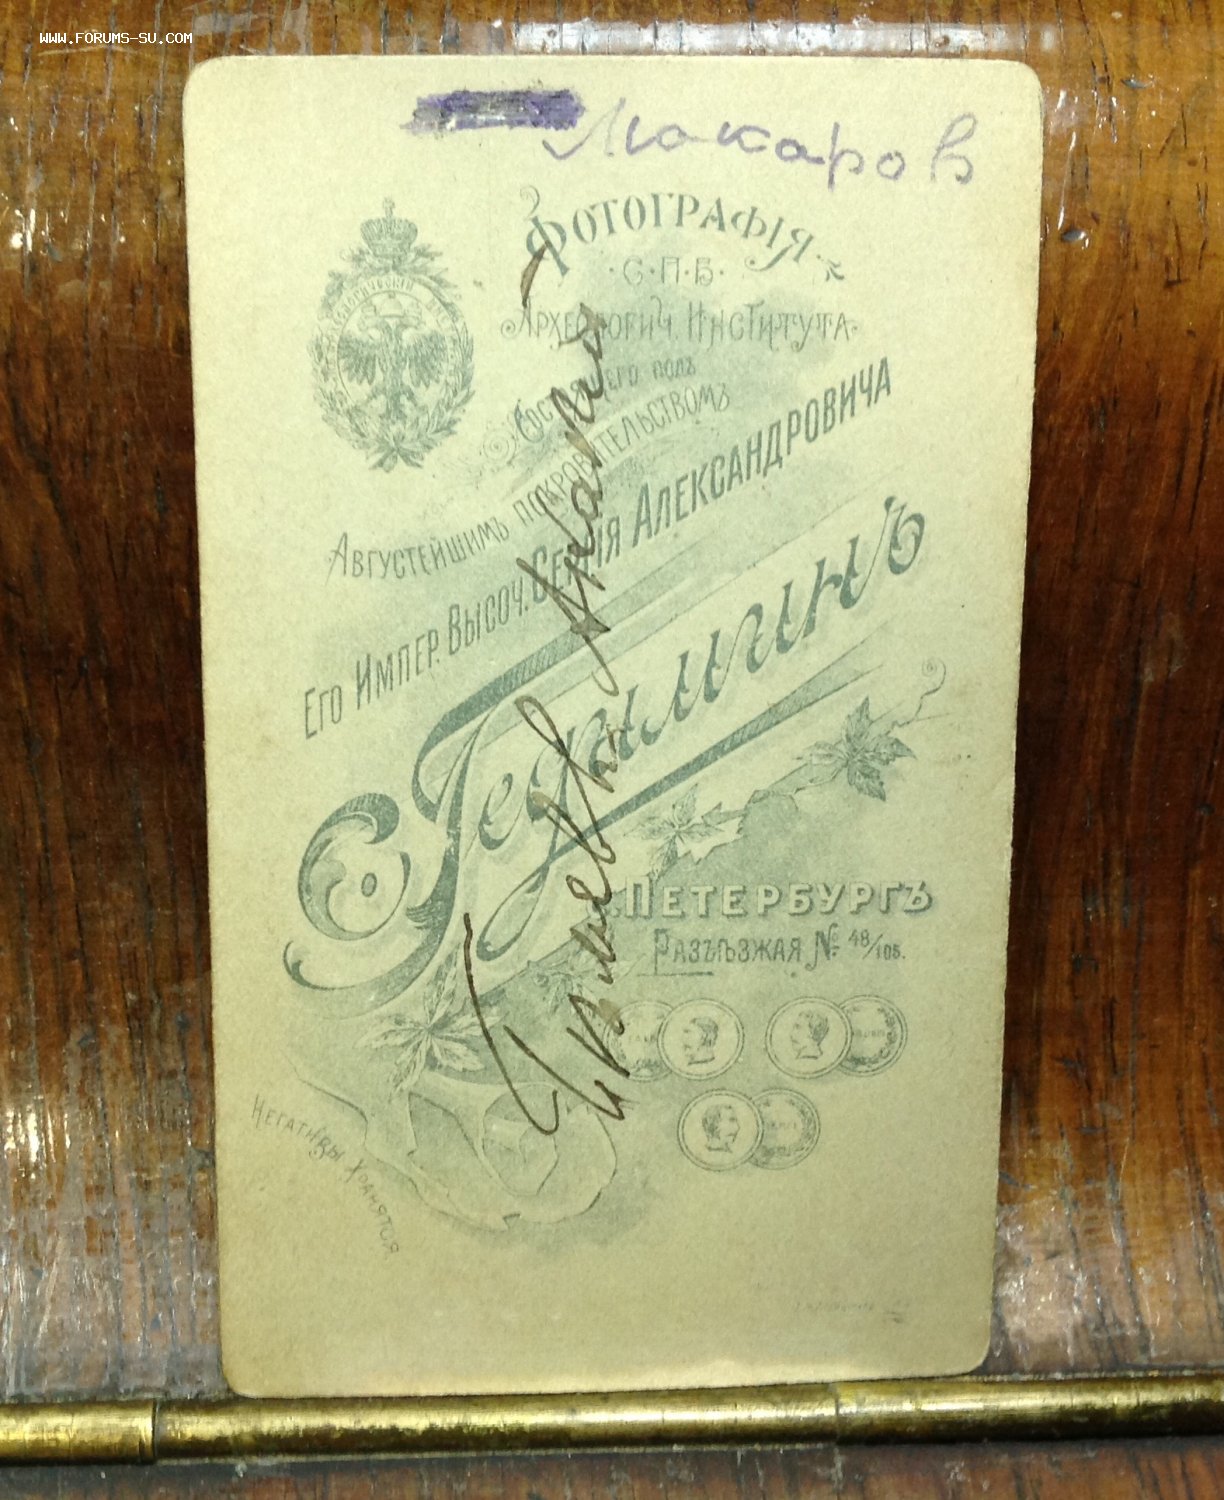 WWW.FORUMS-SU.COM
Макаров
Фотографія
С·П·Б·
Археологич. Института
Состоящего подъ
Августейшимъ покровительствомъ
Его Импер. Высоч. Сергія Александровича
ПЕТЕРБУРГЪ
Разъѣзжая № 48/105.
Негативы хранятся